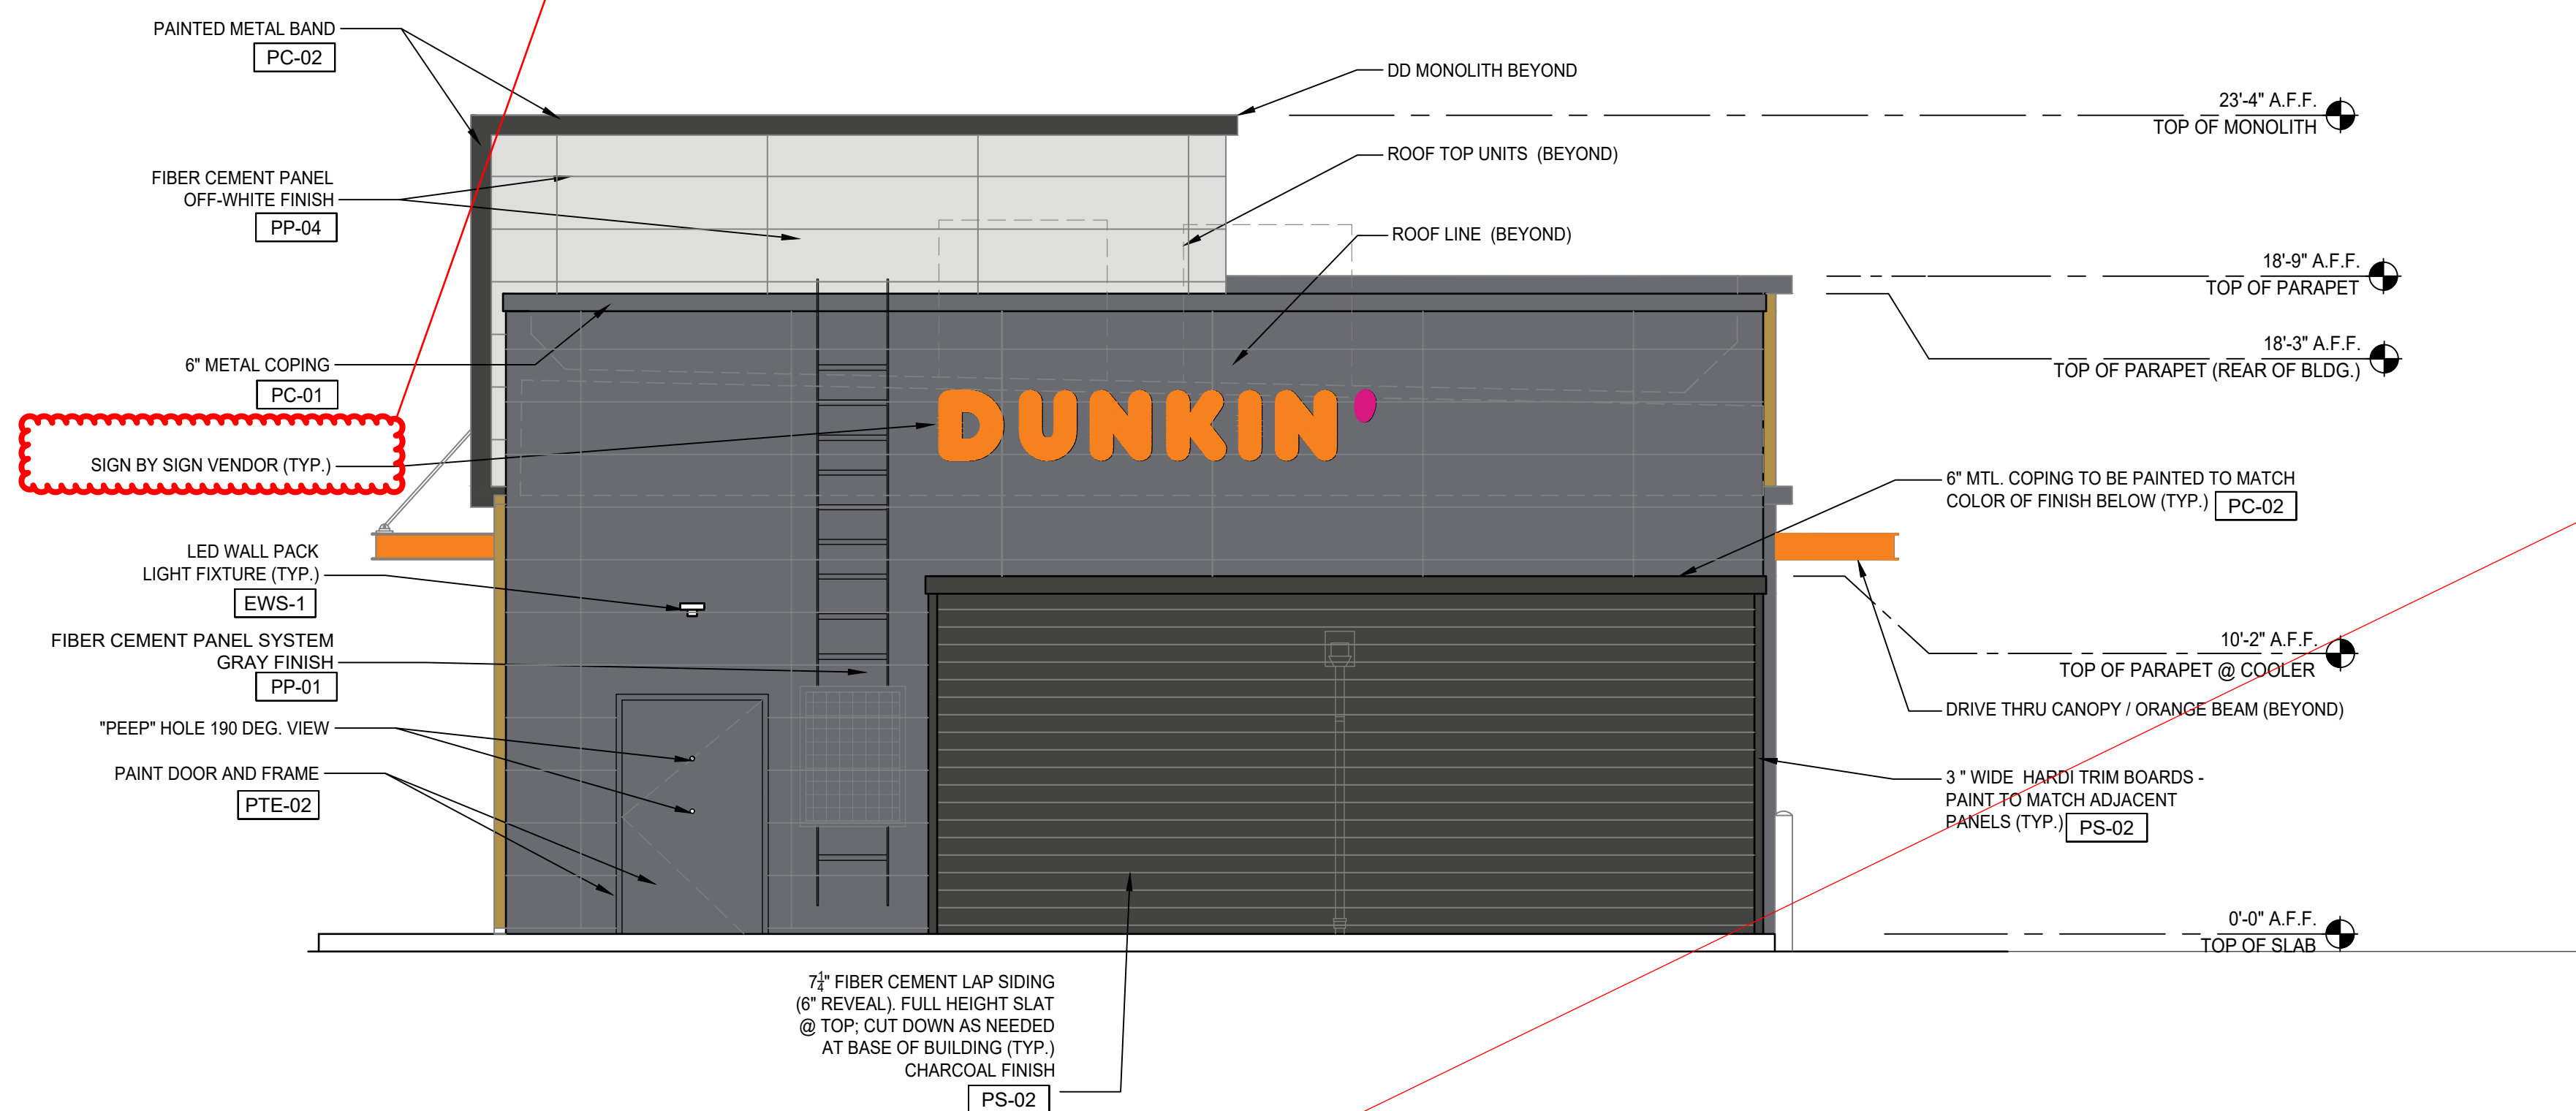 PAINTED METAL BAND
PC-02
FIBER CEMENT PANEL
OFF-WHITE FINISH
PP-04
6" METAL COPING
PC-01
SIGN BY SIGN VENDOR (TYP.)
LED WALL PACK
LIGHT FIXTURE (TYP.)
EWS-1
FIBER CEMENT PANEL SYSTEM
GRAY FINISH
PP-01
"PEEP" HOLE 190 DEG. VIEW
PAINT DOOR AND FRAME
PTE-02
DUNKIN'
7 1/4" FIBER CEMENT LAP SIDING
(6" REVEAL). FULL HEIGHT SLAT
@ TOP; CUT DOWN AS NEEDED
AT BASE OF BUILDING (TYP.)
CHARCOAL FINISH
PS-02
DD MONOLITH BEYOND
ROOF TOP UNITS (BEYOND)
ROOF LINE (BEYOND)
23'-4" A.F.F.
TOP OF MONOLITH
18'-9" A.F.F.
TOP OF PARAPET
18'-3" A.F.F.
TOP OF PARAPET (REAR OF BLDG.)
6" MTL. COPING TO BE PAINTED TO MATCH
COLOR OF FINISH BELOW (TYP.) PC-02
10'-2" A.F.F.
TOP OF PARAPET @ COOLER
DRIVE THRU CANOPY / ORANGE BEAM (BEYOND)
3 " WIDE HARDI TRIM BOARDS -
PAINT TO MATCH ADJACENT
PANELS (TYP.) PS-02
0'-0" A.F.F.
TOP OF SLAB